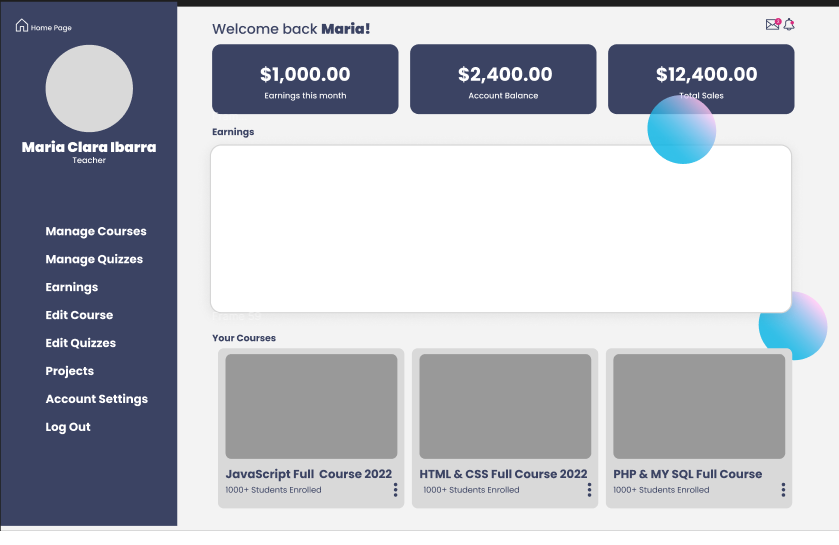 Home Page
Maria Clara Ibarra
Teacher
Manage Courses
Manage Quizzes
Earnings
Edit Course
Edit Quizzes
Projects
Account Settings
Log Out
Welcome back Maria!
1
$1,000.00
Earnings this month
$2,400.00
Account Balance
$12,400.00
Total Sales
Earnings
Your Courses
JavaScript Full Course 2022
1000+ Students Enrolled
HTML & CSS Full Course 2022
1000+ Students Enrolled
PHP & MY SQL Full Course
1000+ Students Enrolled